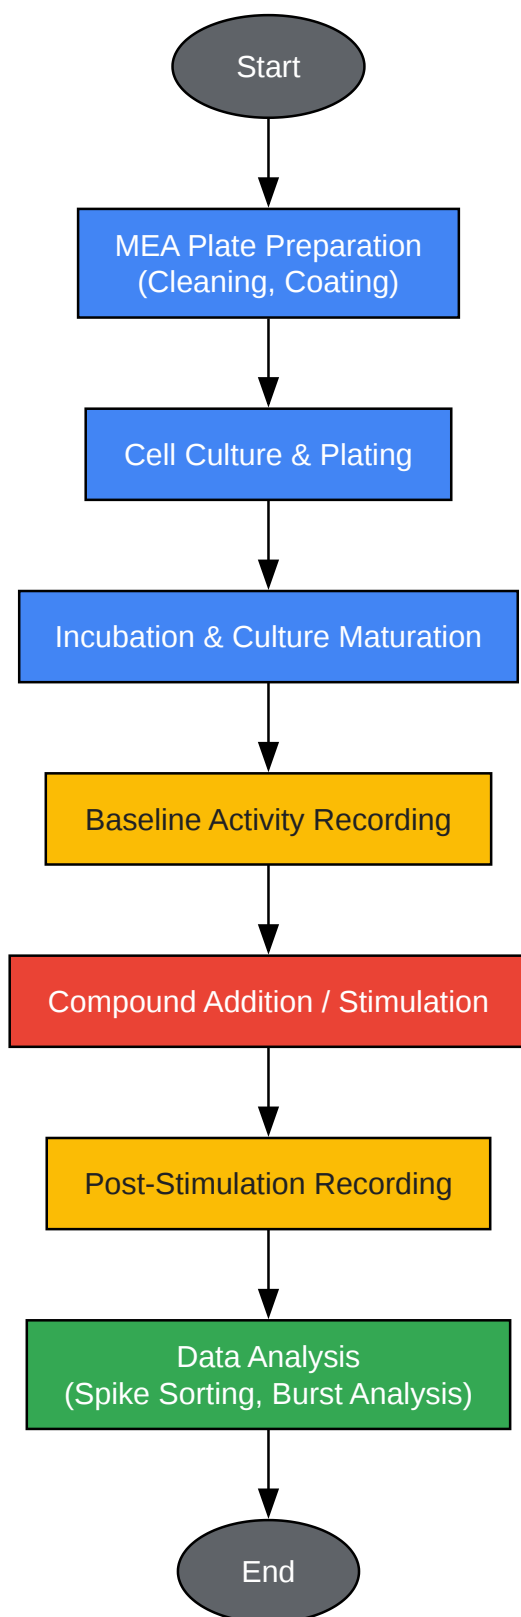 Start
MEA Plate Preparation
(Cleaning, Coating)
Cell Culture & Plating
Incubation & Culture Maturation
Baseline Activity Recording
Compound Addition / Stimulation
Post-Stimulation Recording
Data Analysis
(Spike Sorting, Burst Analysis)
End